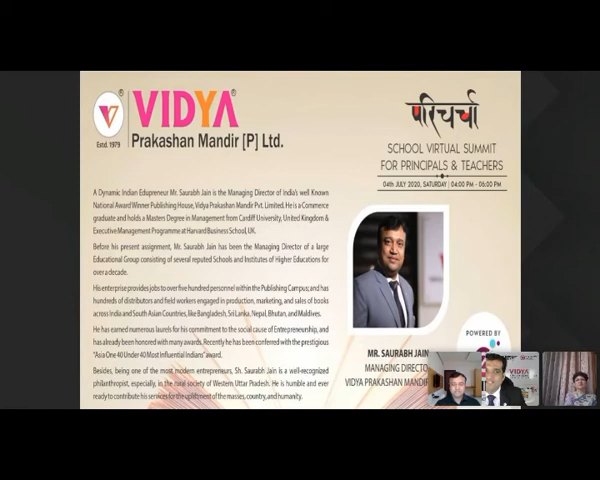 VIDYA
Prakashan Mandir [P] Ltd.
Estd. 1979
परिचर्चा
SCHOOL VIRTUAL SUMMIT
FOR PRINCIPALS & TEACHERS
04th JULY 2020, SATURDAY | 04:00 PM - 05:00 PM
A Dynamic Indian Edupreneur Mr. Saurabh Jain is the Managing Director of India's well Known
National Award Winner Publishing House, Vidya Prakashan Mandir Pvt. Limited. He is a Commerce
graduate and holds a Masters Degree in Management from Cardiff University, United Kingdom &
Executive Management Programme at Harvard Business School, UK.
Before his present assignment, Mr. Saurabh Jain has been the Managing Director of a large
Educational Group consisting of several reputed Schools and Institutes of Higher Educations for
over a decade.
His enterprise provides jobs to over five hundred personnel within the Publishing Campus; and has
hundreds of distributors and field workers engaged in production, marketing, and sales of books
across India and South Asian Countries, like Bangladesh, Sri Lanka, Nepal, Bhutan, and Maldives.
He has earned numerous laurels for his commitment to the social cause of Entrepreneurship, and
has already been honored with many awards. Recently he has been conferred with the prestigious
"Asia One 40 Under 40 Most Influential Indians" award.
Besides, being one of the most modern entrepreneurs, Sh. Saurabh Jain is a well-recognized
philanthropist, especially, in the rural society of Western Uttar Pradesh. He is humble and ever
ready to contribute his services for the upliftment of the masses, country, and humanity.
POWERED BY
MR. SAURABH JAIN
MANAGING DIRECTOR
VIDYA PRAKASHAN MANDIR
VIDYA